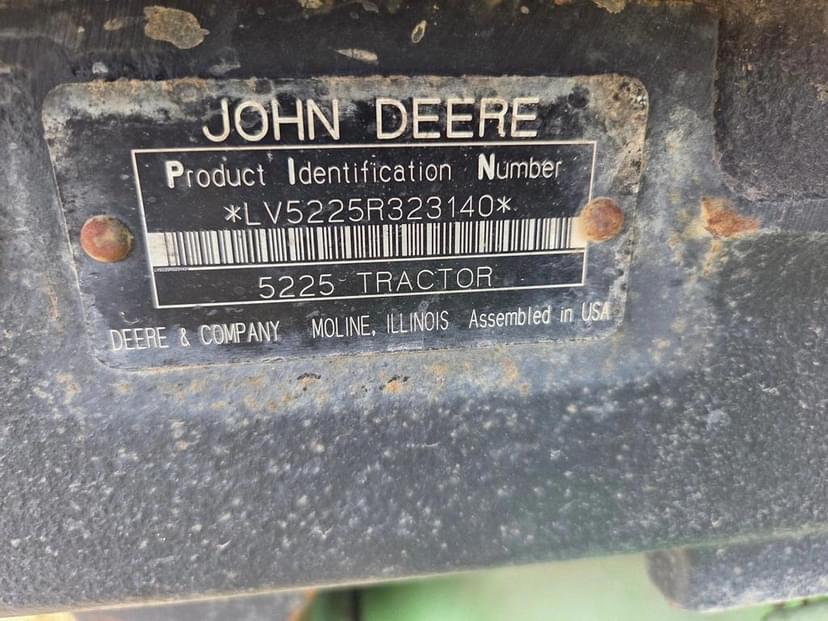 JOHN DEERE
Product Identification Number
*LV5225R323140*
5225 TRACTOR
DEERE & COMPANY MOLINE, ILLINOIS Assembled in USA